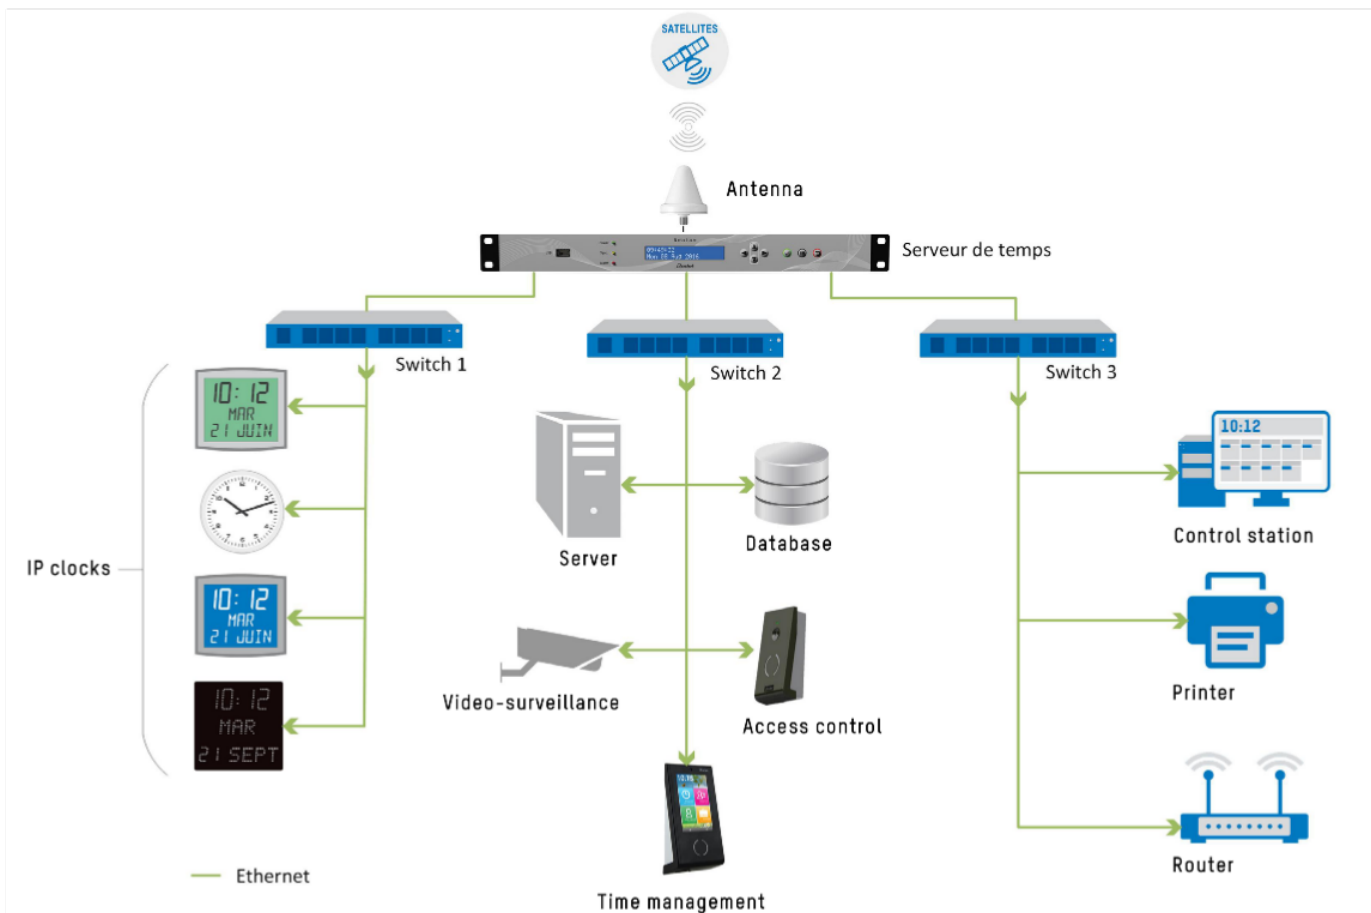 SATELLITES
Antenna
Serveur de temps
Switch 1
Switch 2
Switch 3
10:12
MAR
21 JUIN
IP clocks
10:12
MAR
21 JUIN
10:12
MAR
21 SEPT
Server
Database
Video-surveillance
Access control
Time management
10:12
Control station
Printer
Router
Ethernet